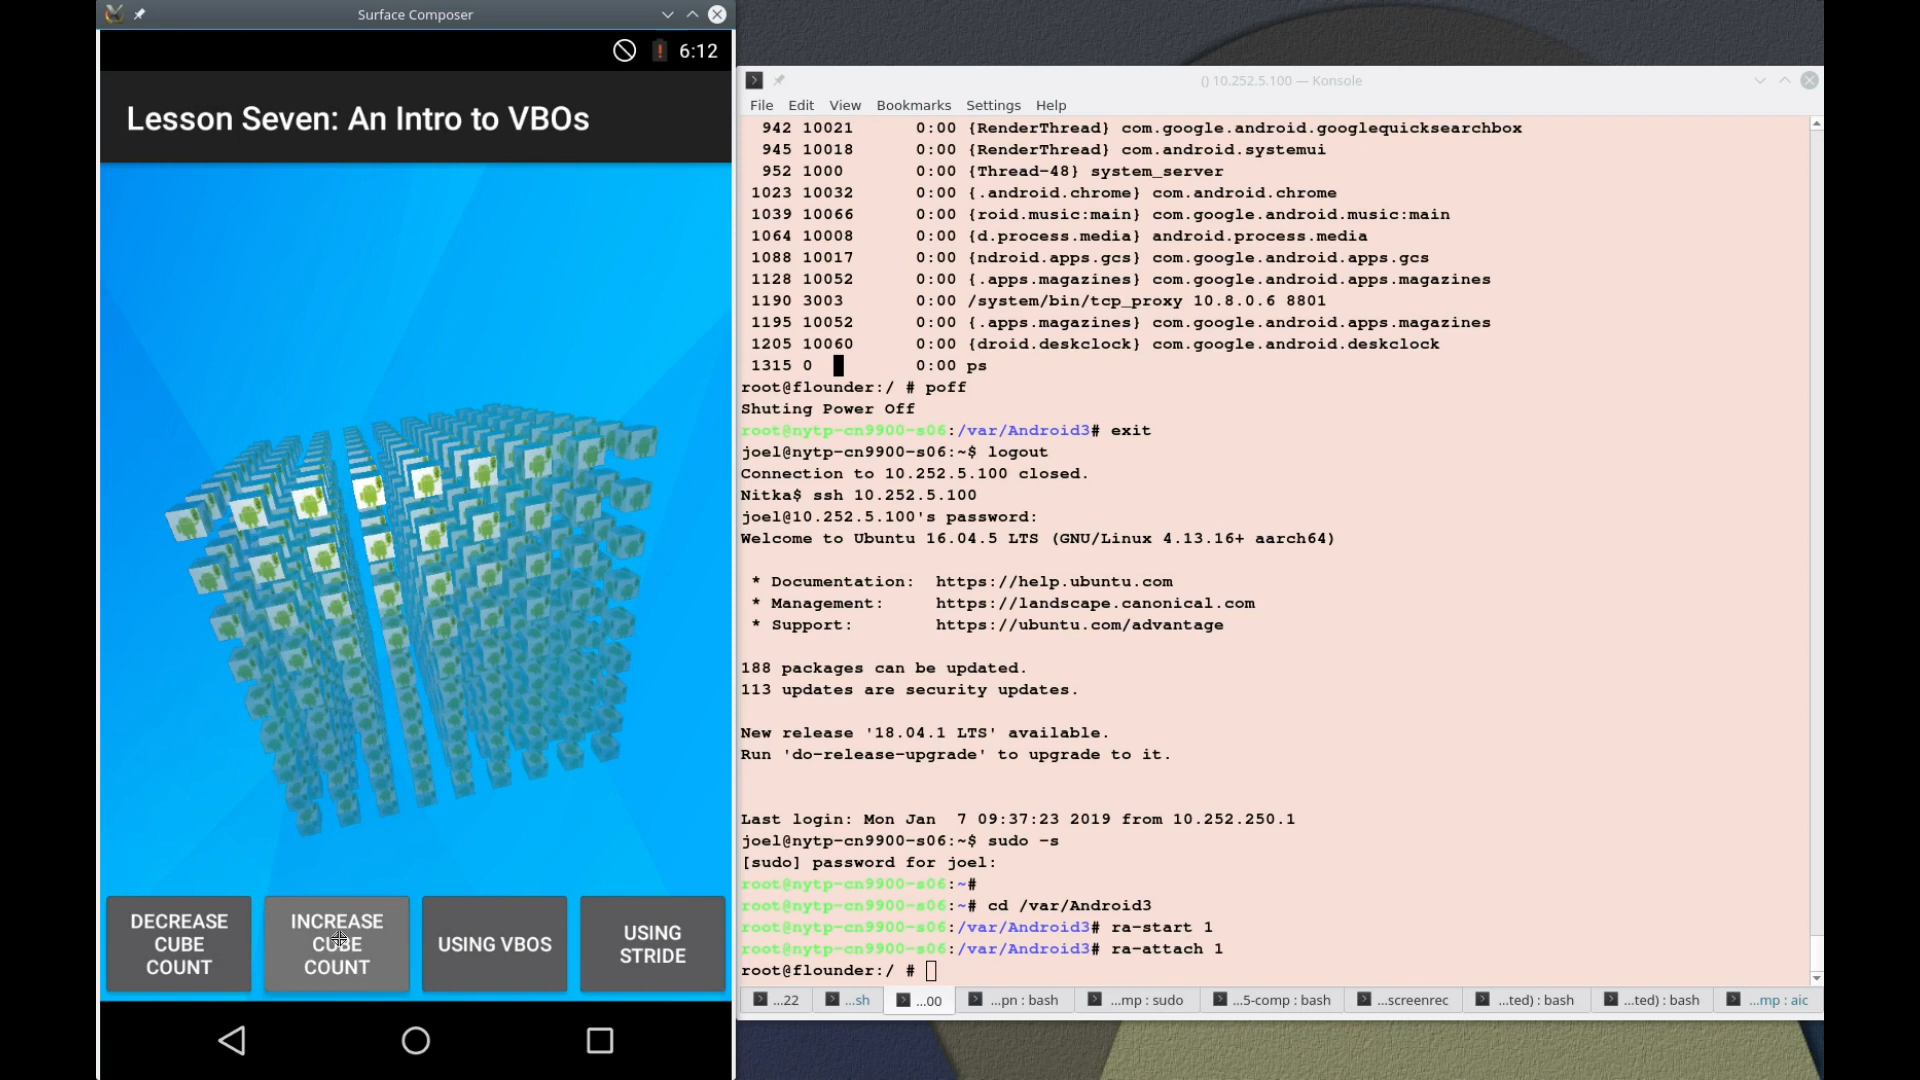 Surface Composer
6:12
Lesson Seven: An Intro to VBOs
DECREASE
CUBE
COUNT
INCREASE
CUBE
COUNT
USING VBOS
USING
STRIDE
() 10.252.5.100 — Konsole
File Edit View Bookmarks Settings Help
942 10021 0:00 {RenderThread} com.google.android.googlequicksearchbox
945 10018 0:00 {RenderThread} com.android.systemui
952 1000 0:00 {Thread-48} system_server
1023 10032 0:00 {.android.chrome} com.android.chrome
1039 10066 0:00 {roid.music:main} com.google.android.music:main
1064 10008 0:00 {d.process.media} android.process.media
1088 10017 0:00 {ndroid.apps.gcs} com.google.android.apps.gcs
1128 10052 0:00 {.apps.magazines} com.google.android.apps.magazines
1190 3003 0:00 /system/bin/tcp_proxy 10.8.0.6 8801
1195 10052 0:00 {.apps.magazines} com.google.android.apps.magazines
1205 10060 0:00 {droid.deskclock} com.google.android.deskclock
1315 0 0:00 ps
root@flounder:/ # poff
Shuting Power Off
root@nytp-cn9900-s06:/var/Android3# exit
joel@nytp-cn9900-s06:~$ logout
Connection to 10.252.5.100 closed.
Nitka$ ssh 10.252.5.100
joel@10.252.5.100's password:
Welcome to Ubuntu 16.04.5 LTS (GNU/Linux 4.13.16+ aarch64)
* Documentation: https://help.ubuntu.com
* Management: https://landscape.canonical.com
* Support: https://ubuntu.com/advantage
188 packages can be updated.
113 updates are security updates.
New release '18.04.1 LTS' available.
Run 'do-release-upgrade' to upgrade to it.
Last login: Mon Jan 7 09:37:23 2019 from 10.252.250.1
joel@nytp-cn9900-s06:~$ sudo -s
[sudo] password for joel:
root@nytp-cn9900-s06:~#
root@nytp-cn9900-s06:~# cd /var/Android3
root@nytp-cn9900-s06:/var/Android3# ra-start 1
root@nytp-cn9900-s06:/var/Android3# ra-attach 1
root@flounder:/ #
...22 ...sh ...00 ...pn : bash ...mp : sudo ...5-comp : bash ...screenrec ...ted) : bash ...ted) : bash ...mp : aic